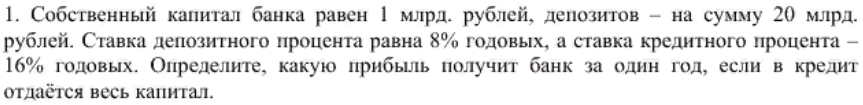 1. Собственный капитал банка равен 1 млрд. рублей, депозитов – на сумму 20 млрд.
рублей. Ставка депозитного процента равна 8% годовых, а ставка кредитного процента –
16% годовых. Определите, какую прибыль получит банк за один год, если в кредит
отдаётся весь капитал.